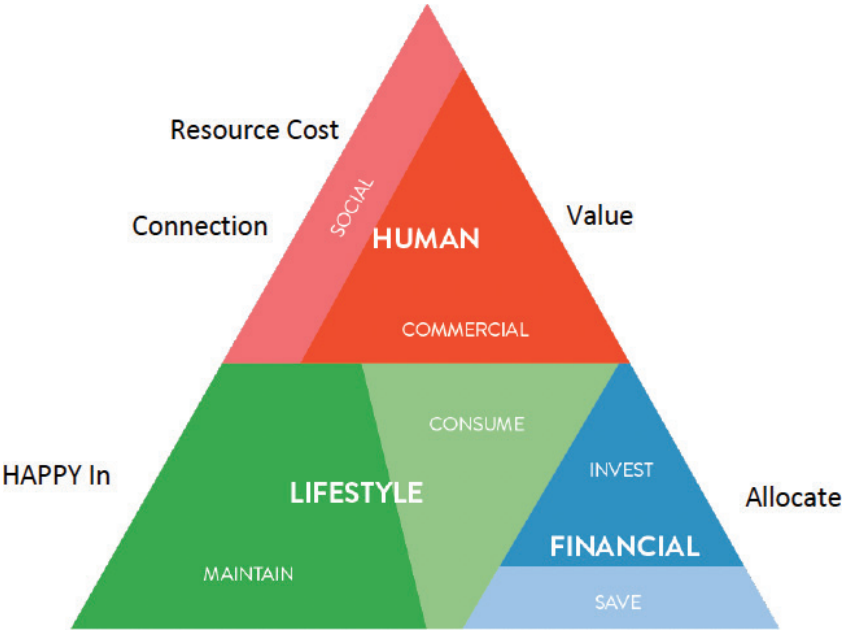 Resource Cost
SOCIAL
Connection
Value
HUMAN
COMMERCIAL
CONSUME
HAPPY In
INVEST
LIFESTYLE
Allocate
FINANCIAL
MAINTAIN
SAVE